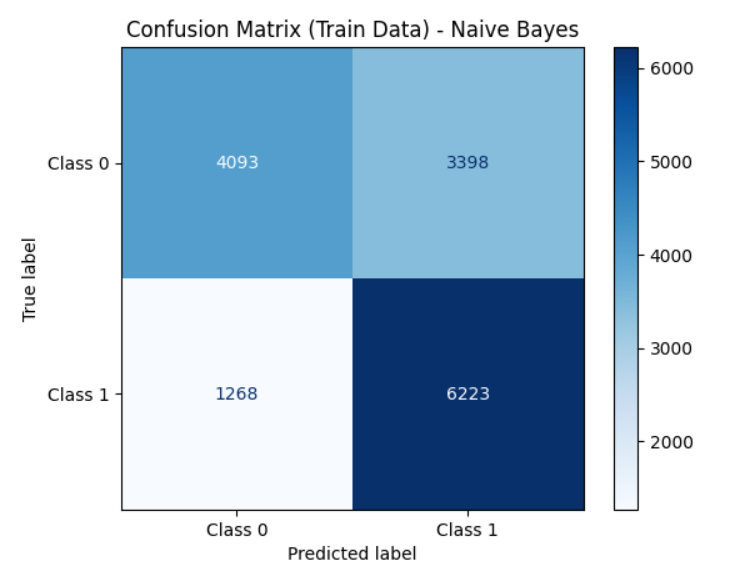 Confusion Matrix (Train Data) - Naive Bayes
True label
Class 0
4093
3398
Class 1
1268
6223
Class 0
Class 1
Predicted label
6000
5000
4000
3000
2000